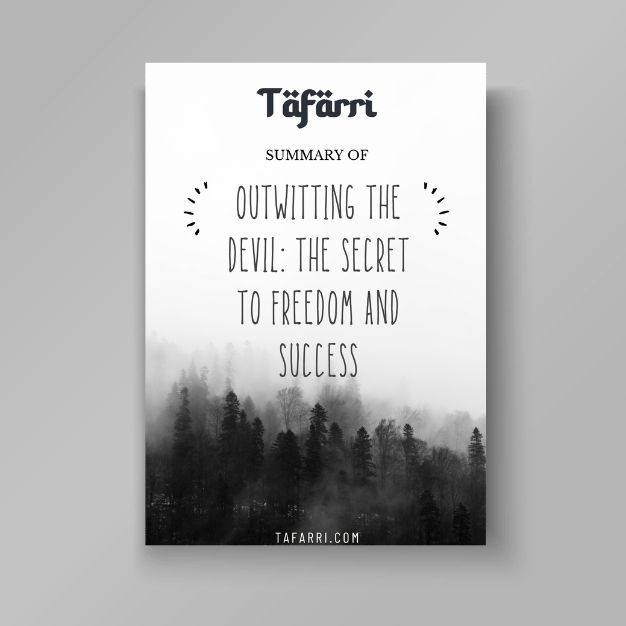 Täfärri
SUMMARY OF
OUTWITTING THE
DEVIL: THE SECRET
TO FREEDOM AND
SUCCESS
TAFARRI.COM